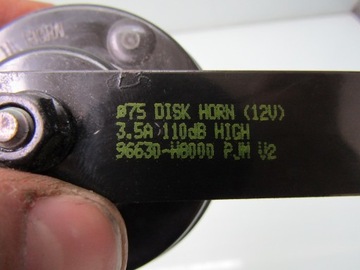 ø75 DISK HORN (12V)
3.5A 110dB HIGH
96630-H8000 PJM V2